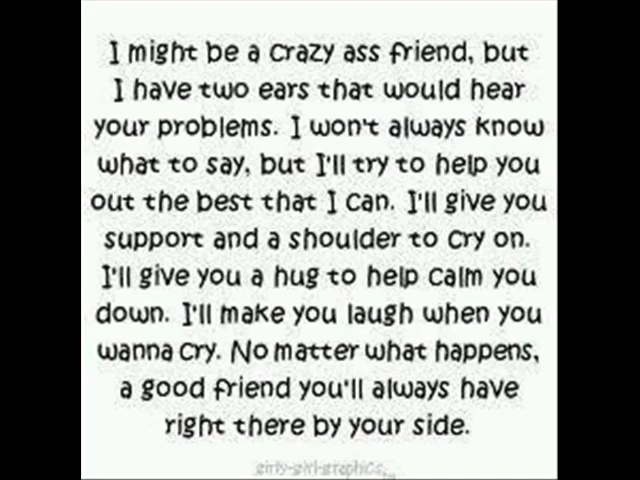 I might be a crazy ass friend, but
I have two ears that would hear
your problems. I won't always know
what to say, but I'll try to help you
out the best that I can. I'll give you
support and a shoulder to cry on.
I'll give you a hug to help calm you
down. I'll make you laugh when you
wanna cry. No matter what happens,
a good friend you'll always have
right there by your side.
girly-girl-graphics